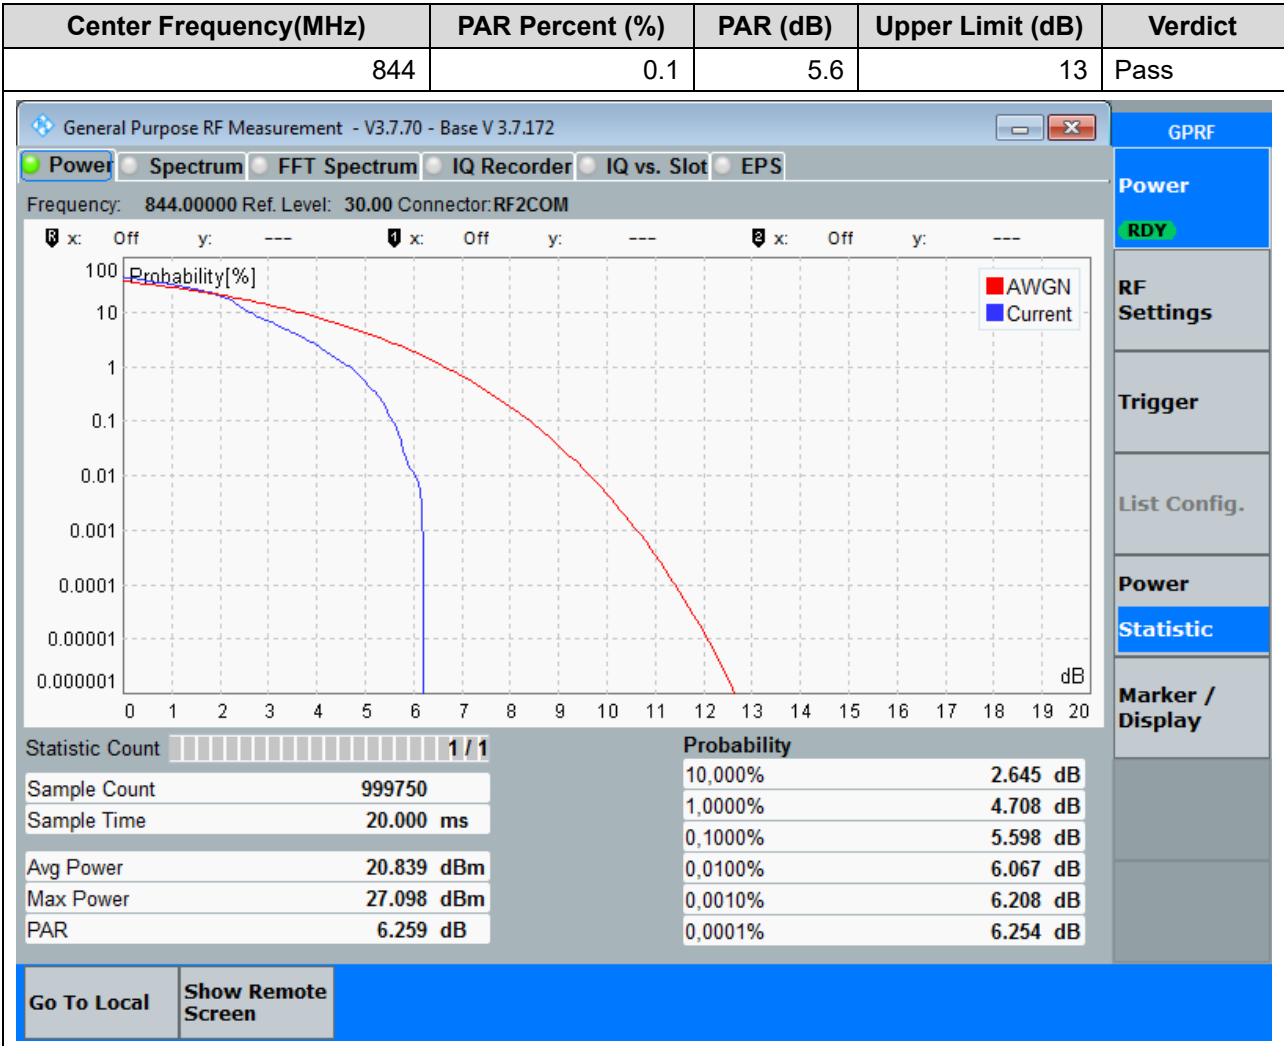 Center Frequency(MHz) PAR Percent (%) PAR (dB) Upper Limit (dB) Verdict
844 0.1 5.6 13 Pass
General Purpose RF Measurement - V3.7.70 - Base V 3.7.172
GPRF
Power Spectrum FFT Spectrum IQ Recorder IQ vs. Slot EPS
Frequency: 844.00000 Ref. Level: 30.00 Connector: RF2COM
R x: Off y: --- 1 x: Off y: --- 2 x: Off y: ---
Probability[%]
AWGN
Current
100
10
1
0.1
0.01
0.001
0.0001
0.00001
0.000001
dB
0 1 2 3 4 5 6 7 8 9 10 11 12 13 14 15 16 17 18 19 20
Statistic Count 1 / 1
Sample Count 999750
Sample Time 20.000 ms
Avg Power 20.839 dBm
Max Power 27.098 dBm
PAR 6.259 dB
Probability
10,000% 2.645 dB
1,0000% 4.708 dB
0,1000% 5.598 dB
0,0100% 6.067 dB
0,0010% 6.208 dB
0,0001% 6.254 dB
Power
RDY
RF
Settings
Trigger
List Config.
Power
Statistic
Marker /
Display
Go To Local
Show Remote
Screen